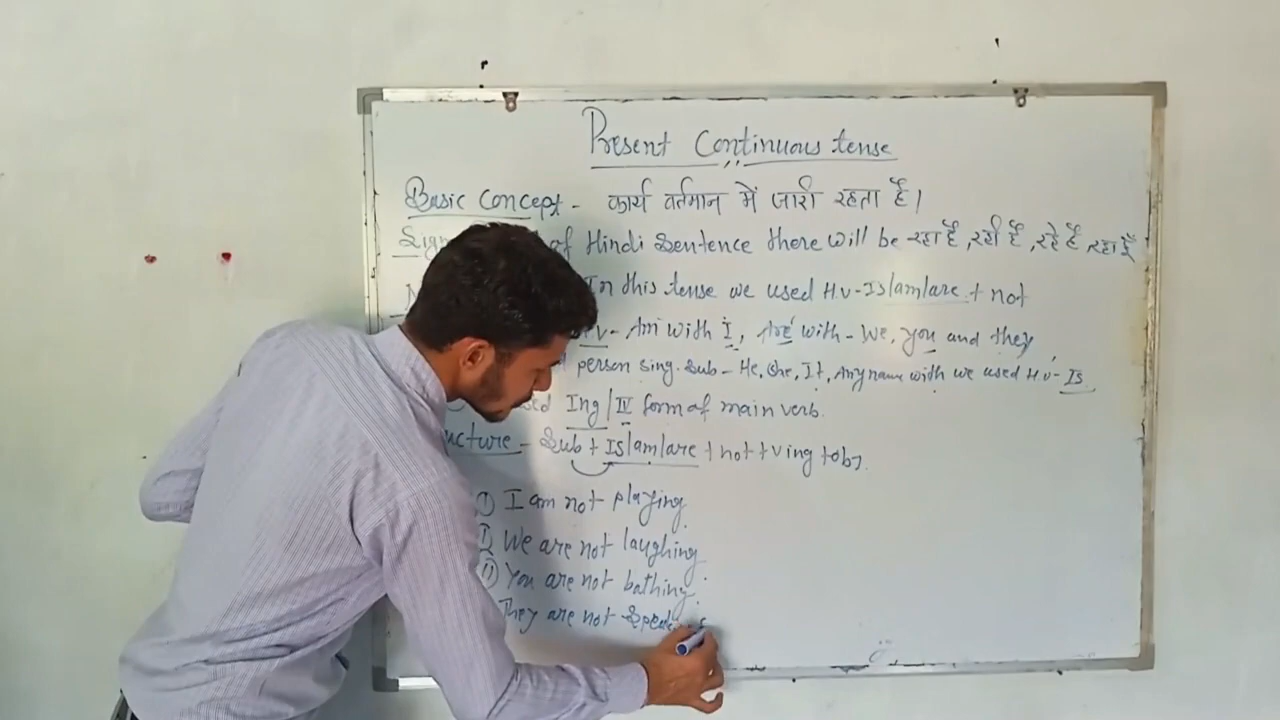 Present Continuous tense
Basic Concept - कार्य वर्तमान में जारी रहता है।
Sign of Hindi Sentence there will be रहा है, रही है, रहे हैं, रहा हूँ
In this tense we used H.v - Is/am/are + not
H.v - Am with I, Are with - We, you and they
person sing. Sub - He, She, It, Any name with we used H.v - Is
Ing/IV form of main verb.
Sub + Is/am/are + not + v ing + obj.
I am not playing
We are not laughing.
You are not bathing.
They are not